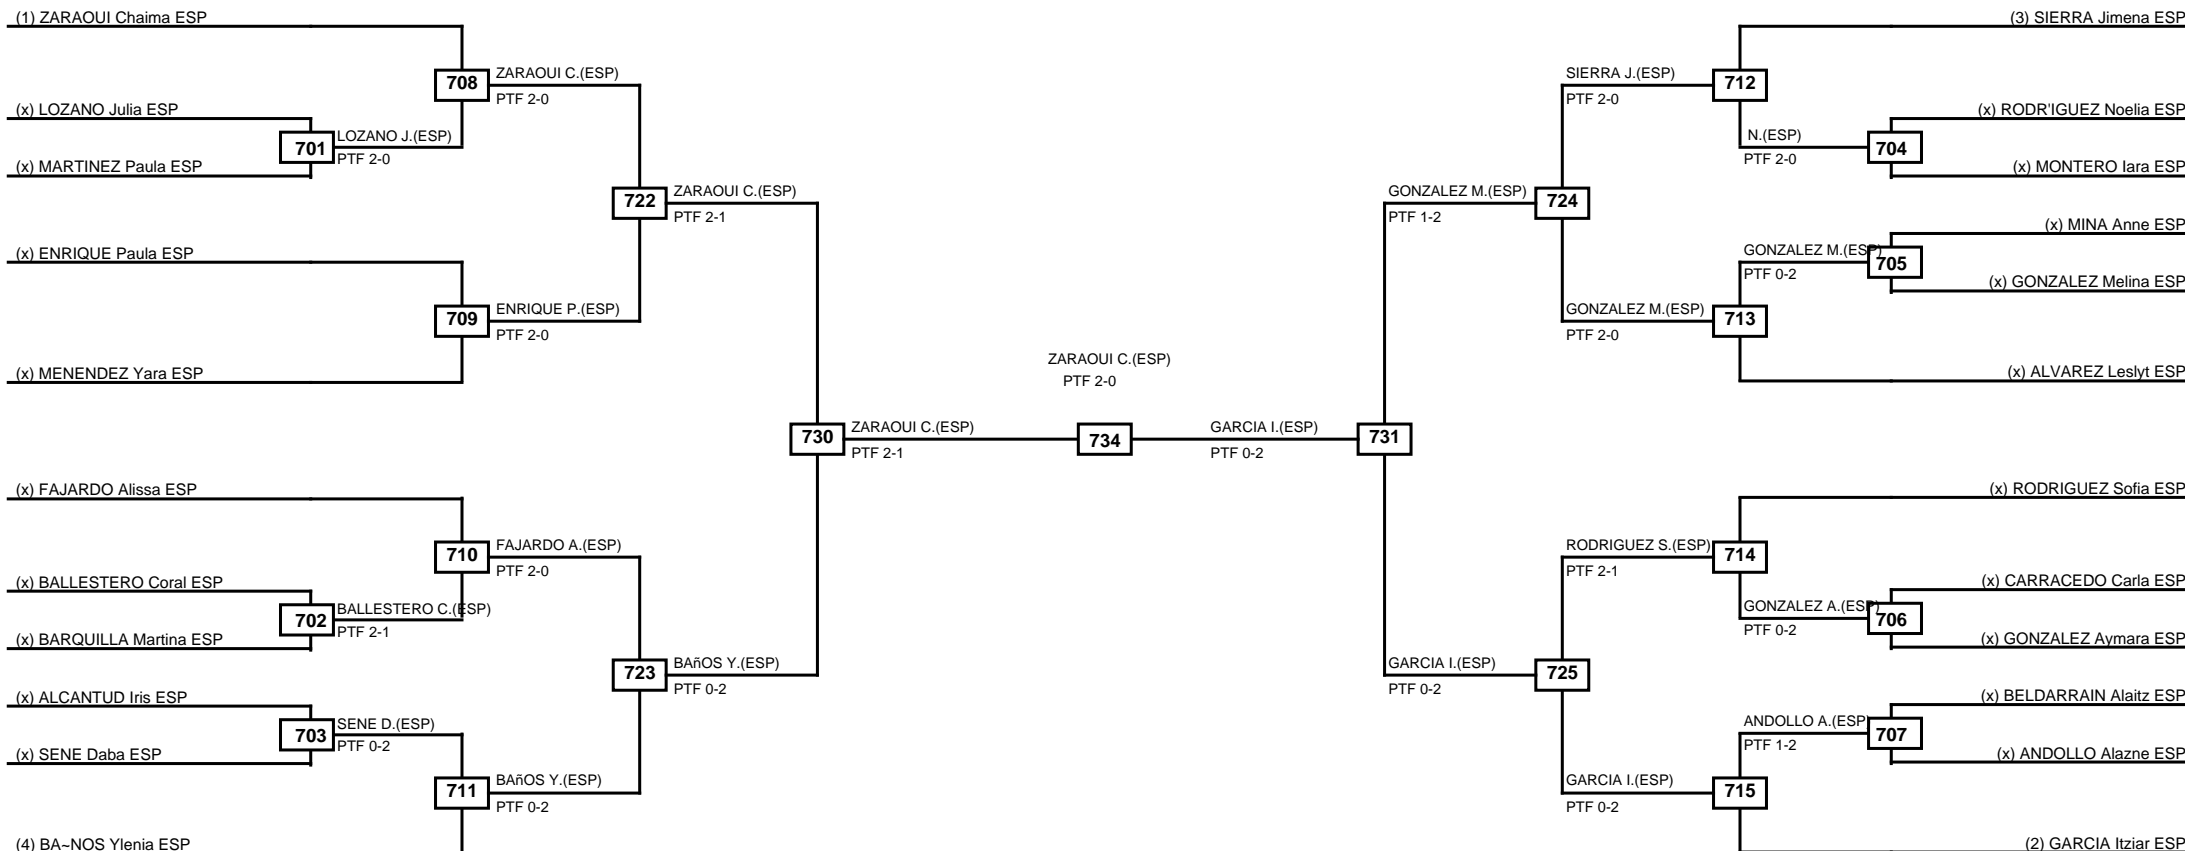 (1) ZARAOUI Chaima ESP
(3) SIERRA Jimena ESP
708
ZARAOUI C.(ESP)
PTF 2-0
SIERRA J.(ESP)
PTF 2-0
712
(x) LOZANO Julia ESP
701
LOZANO J.(ESP)
PTF 2-0
(x) MARTINEZ Paula ESP
N.(ESP)
PTF 2-0
704
(x) RODR'IGUEZ Noelia ESP
(x) MONTERO Iara ESP
722
ZARAOUI C.(ESP)
PTF 2-1
GONZALEZ M.(ESP)
PTF 1-2
724
(x) ENRIQUE Paula ESP
709
ENRIQUE P.(ESP)
PTF 2-0
(x) MENENDEZ Yara ESP
(x) MINA Anne ESP
GONZALEZ M.(ESP)
PTF 0-2
705
(x) GONZALEZ Melina ESP
GONZALEZ M.(ESP)
PTF 2-0
713
(x) ALVAREZ Leslyt ESP
ZARAOUI C.(ESP)
PTF 2-0
730
ZARAOUI C.(ESP)
PTF 2-1
734
GARCIA I.(ESP)
PTF 0-2
731
(x) FAJARDO Alissa ESP
710
FAJARDO A.(ESP)
PTF 2-0
(x) BALLESTERO Coral ESP
702
BALLESTERO C.(ESP)
PTF 2-1
(x) BARQUILLA Martina ESP
(x) RODRIGUEZ Sofia ESP
RODRIGUEZ S.(ESP)
PTF 2-1
714
(x) CARRACEDO Carla ESP
GONZALEZ A.(ESP)
PTF 0-2
706
(x) GONZALEZ Aymara ESP
723
BAñOS Y.(ESP)
PTF 0-2
GARCIA I.(ESP)
PTF 0-2
725
(x) ALCANTUD Iris ESP
703
SENE D.(ESP)
PTF 0-2
(x) SENE Daba ESP
(x) BELDARRAIN Alaitz ESP
ANDOLLO A.(ESP)
PTF 1-2
707
(x) ANDOLLO Alazne ESP
711
BAñOS Y.(ESP)
PTF 0-2
GARCIA I.(ESP)
PTF 0-2
715
(4) BA~NOS Ylenia ESP
(2) GARCIA Itziar ESP